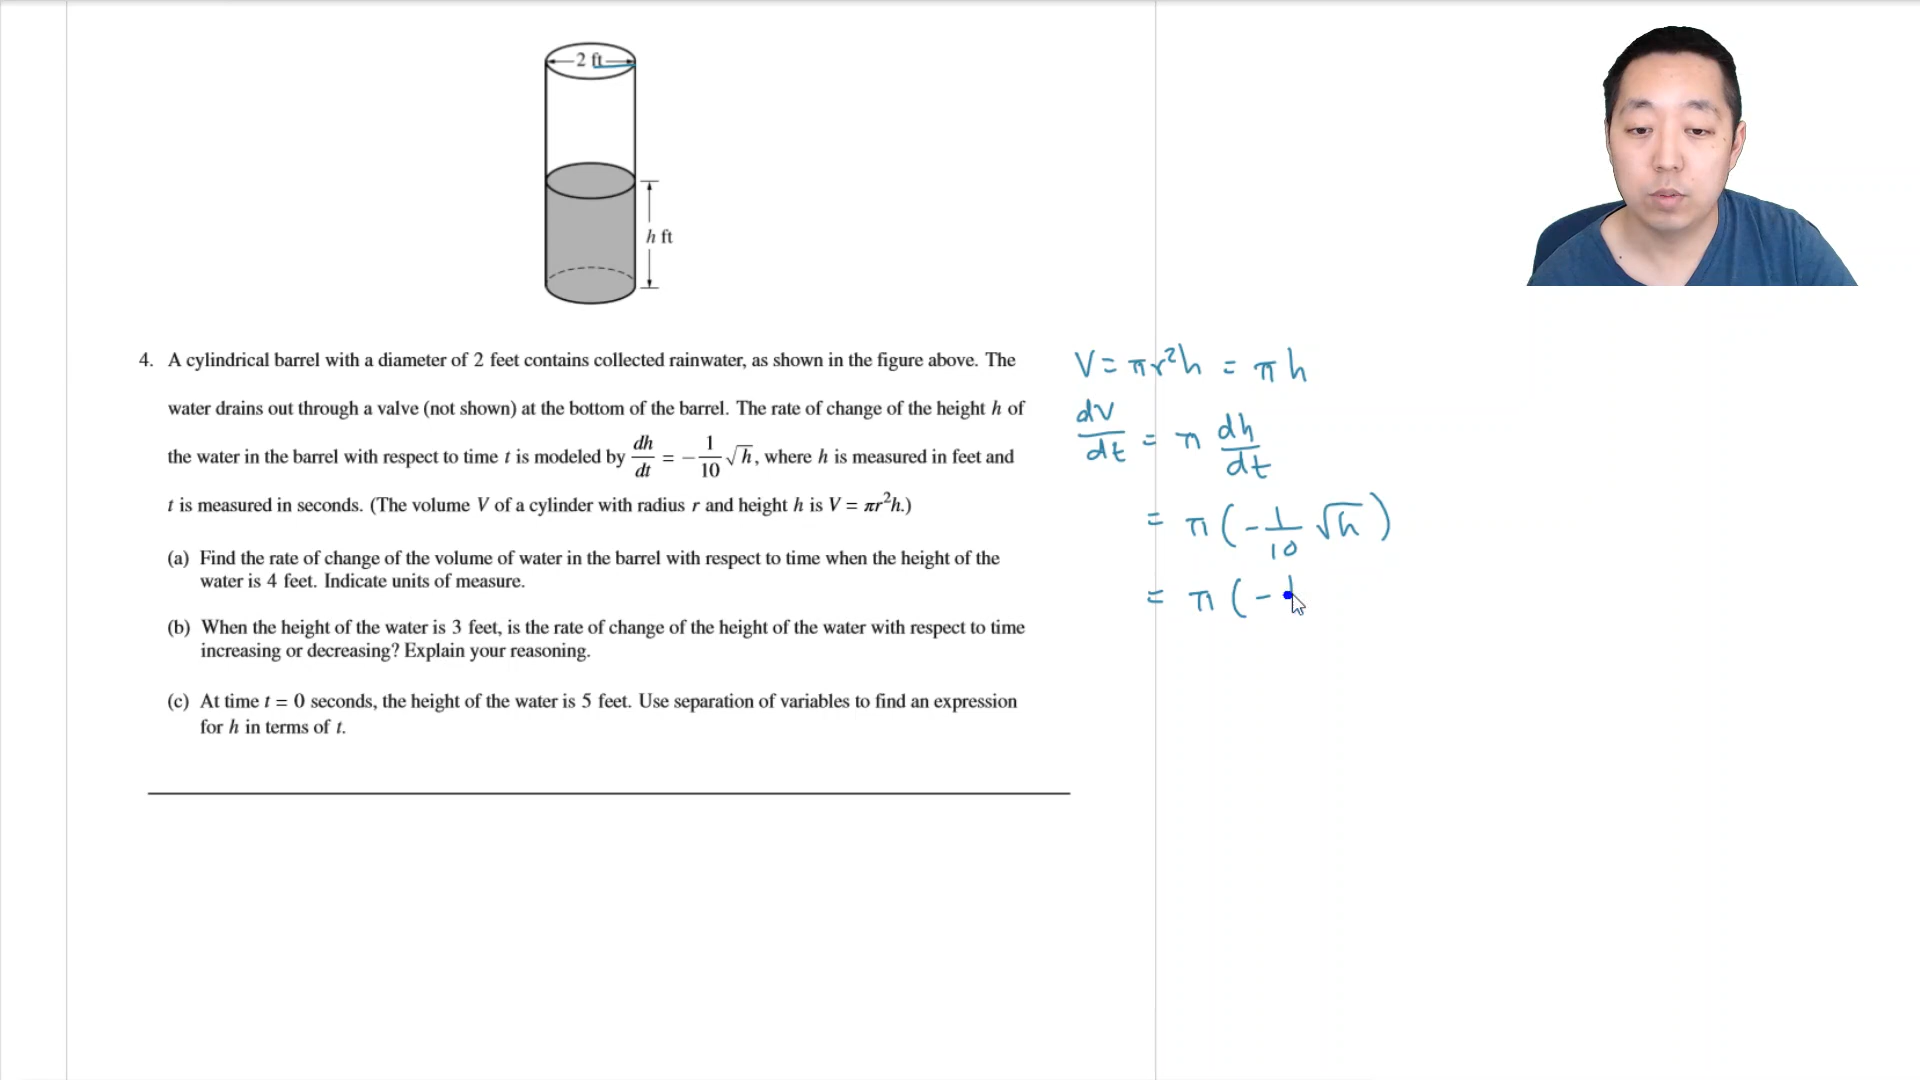 2 ft
h ft
4. A cylindrical barrel with a diameter of 2 feet contains collected rainwater, as shown in the figure above. The
water drains out through a valve (not shown) at the bottom of the barrel. The rate of change of the height h of
the water in the barrel with respect to time t is modeled by dh/dt = −1/10 √h, where h is measured in feet and
t is measured in seconds. (The volume V of a cylinder with radius r and height h is V = πr²h.)
(a) Find the rate of change of the volume of water in the barrel with respect to time when the height of the
water is 4 feet. Indicate units of measure.
(b) When the height of the water is 3 feet, is the rate of change of the height of the water with respect to time
increasing or decreasing? Explain your reasoning.
(c) At time t = 0 seconds, the height of the water is 5 feet. Use separation of variables to find an expression
for h in terms of t.
V = πr²h = πh
dV/dt = π dh/dt
= π(-1/10 √h)
= π(-1